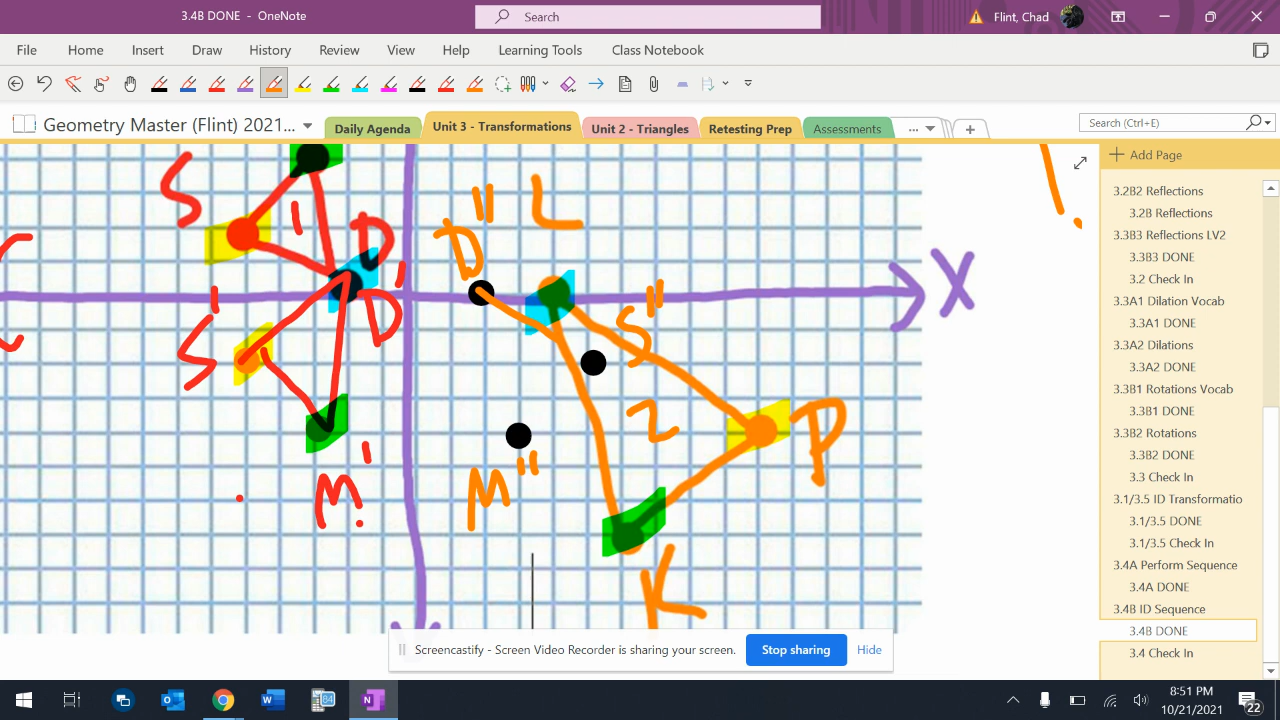 3.4B DONE - OneNote
Search
Flint, Chad
File Home Insert Draw History Review View Help Learning Tools Class Notebook
Geometry Master (Flint) 2021...
Daily Agenda
Unit 3 - Transformations
Unit 2 - Triangles
Retesting Prep
Assessments
...
Search (Ctrl+E)
Add Page
3.2B2 Reflections
3.2B Reflections
3.3B3 Reflections LV2
3.3B3 DONE
3.2 Check In
3.3A1 Dilation Vocab
3.3A1 DONE
3.3A2 Dilations
3.3A2 DONE
3.3B1 Rotations Vocab
3.3B1 DONE
3.3B2 Rotations
3.3B2 DONE
3.3 Check In
3.1/3.5 ID Transformatio
3.1/3.5 DONE
3.1/3.5 Check In
3.4A Perform Sequence
3.4A DONE
3.4B ID Sequence
3.4B DONE
3.4 Check In
S
D
D"
L
X
S'
D'
S"
2
P
M'
M"
K
Screencastify - Screen Video Recorder is sharing your screen.
Stop sharing
Hide
84
8:51 PM
10/21/2021
22